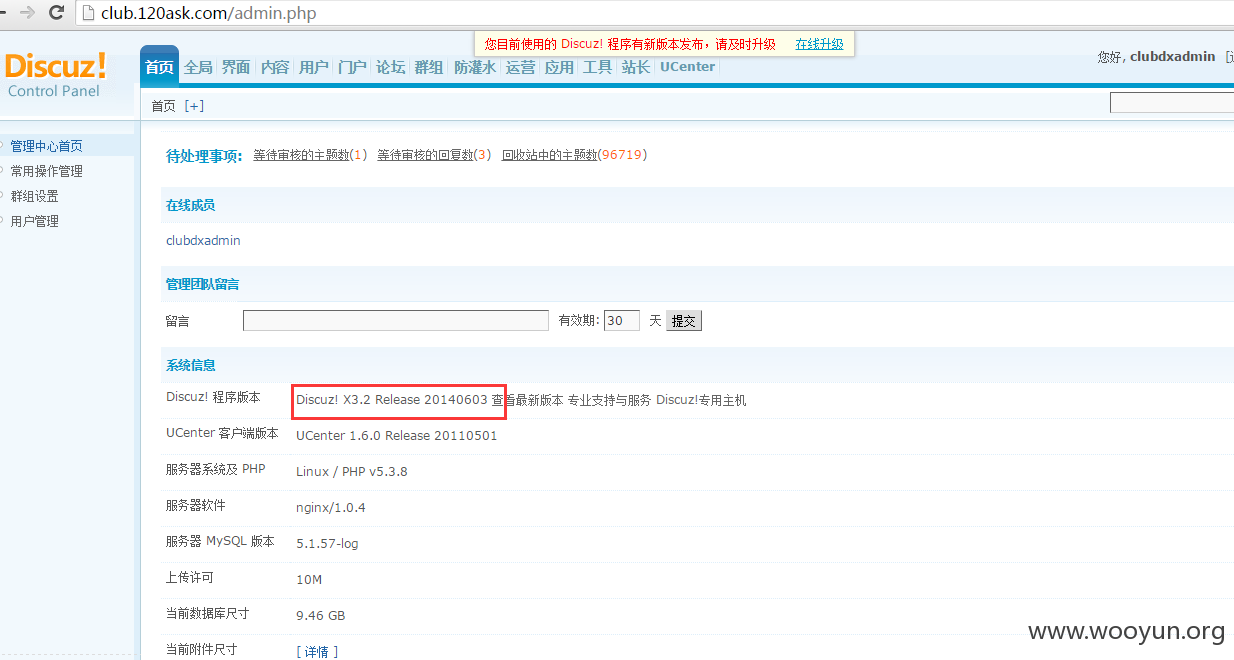 club.120ask.com/admin.php
您目前使用的 Discuz! 程序有新版本发布，请及时升级 在线升级
Discuz!
Control Panel
首页 全局 界面 内容 用户 门户 论坛 群组 防灌水 运营 应用 工具 站长 UCenter
您好, clubdxadmin
首页 [+]
管理中心首页
常用操作管理
群组设置
用户管理
待处理事项: 等待审核的主题数(1) 等待审核的回复数(3) 回收站中的主题数(96719)
在线成员
clubdxadmin
管理团队留言
留言 有效期: 30 天 提交
系统信息
Discuz! 程序版本 Discuz! X3.2 Release 20140603 查看最新版本 专业支持与服务 Discuz!专用主机
UCenter 客户端版本 UCenter 1.6.0 Release 20110501
服务器系统及 PHP Linux / PHP v5.3.8
服务器软件 nginx/1.0.4
服务器 MySQL 版本 5.1.57-log
上传许可 10M
当前数据库尺寸 9.46 GB
当前附件尺寸 [ 详情 ]
www.wooyun.org